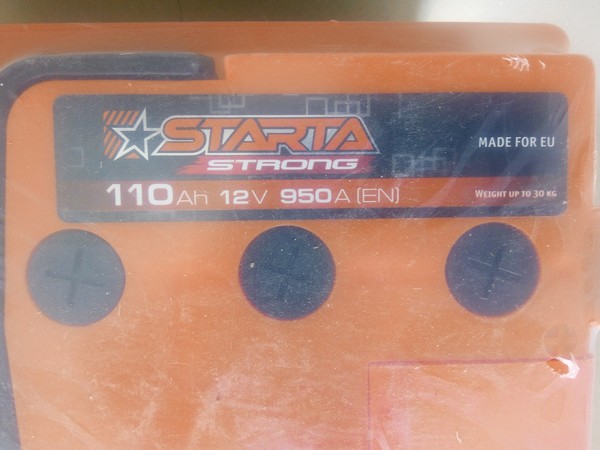 STARTA
STRONG
MADE FOR EU
110Ah 12V 950A (EN)
WEIGHT UP TO 30 KG